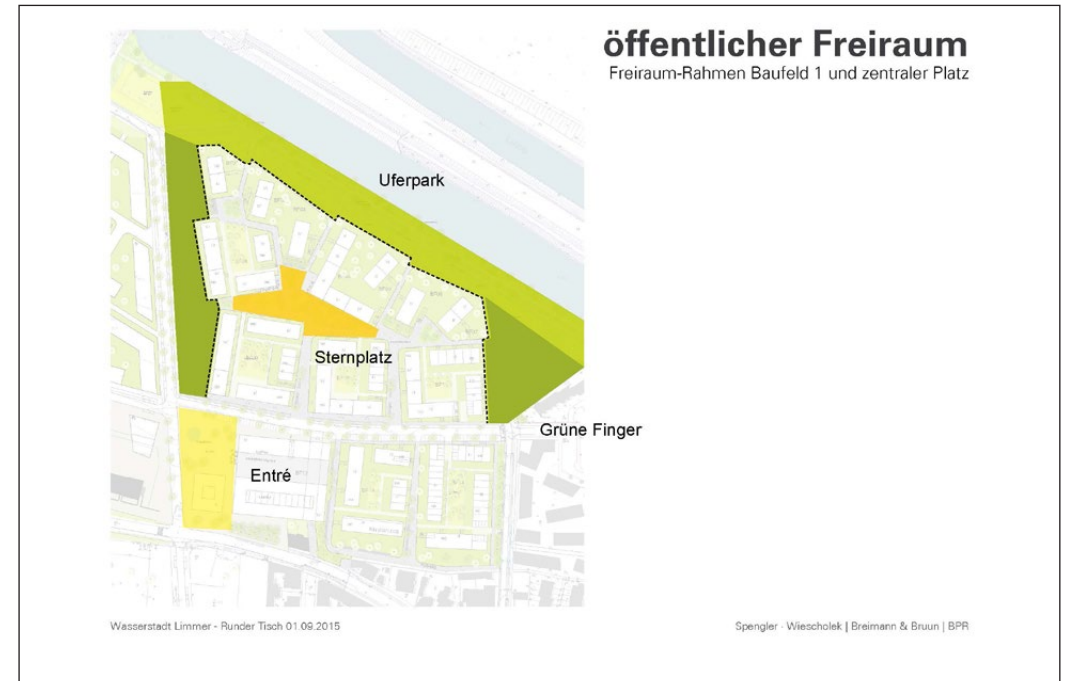 öffentlicher Freiraum
Freiraum-Rahmen Baufeld 1 und zentraler Platz
Uferpark
Sternplatz
Grüne Finger
Entré
Wasserstadt Limmer - Runder Tisch 01.09.2015
Spengler · Wiescholek | Breimann & Bruun | BPR